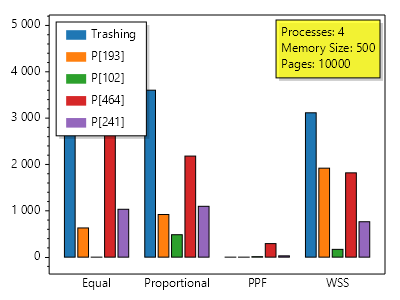 5 000
4 000
3 000
2 000
1 000
0
Trashing
P[193]
P[102]
P[464]
P[241]
Processes: 4
Memory Size: 500
Pages: 10000
Equal
Proportional
PPF
WSS